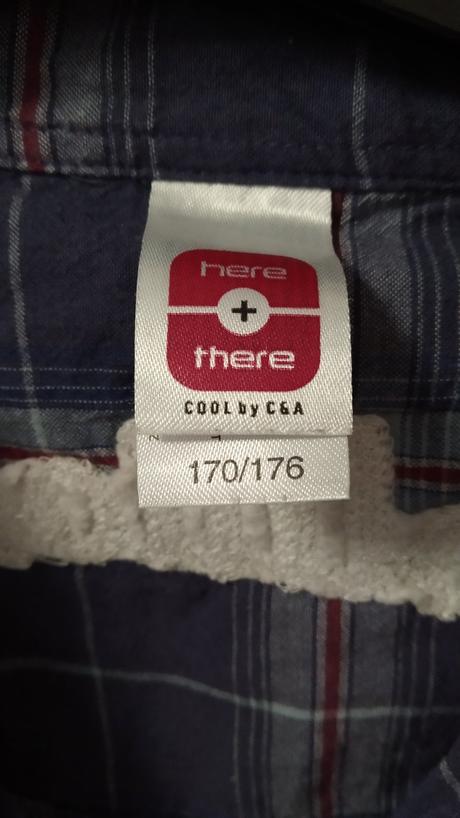 here
+
there
COOL by C&A
170/176